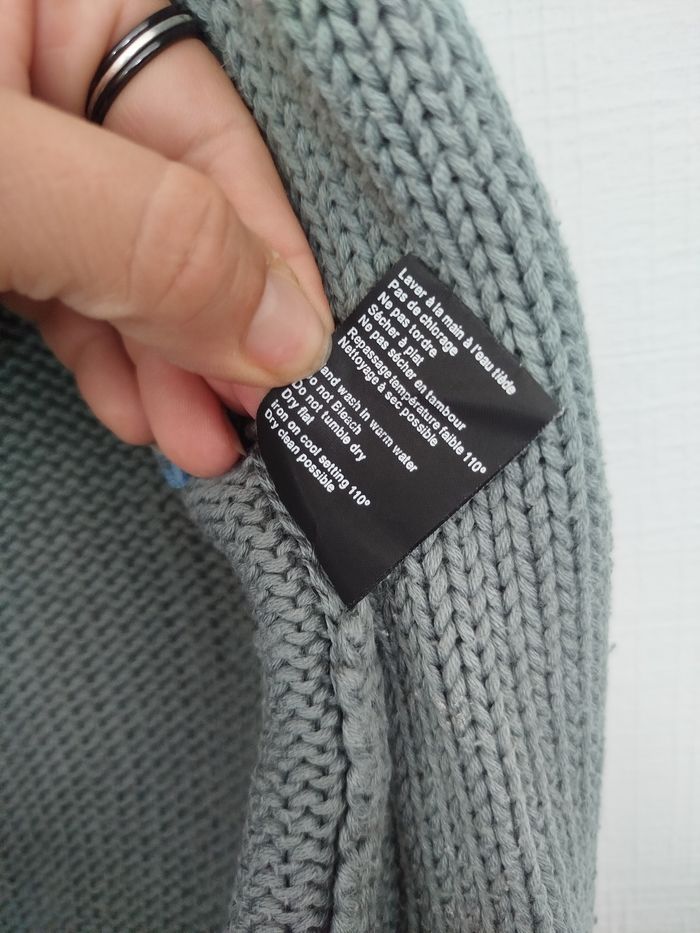 Laver à la main à l'eau tiède
Pas de chlorage
Ne pas tordre
Sécher à plat
Ne pas sécher en tambour
Repassage température faible 110°
Nettoyage à sec possible
and wash in worm water
Do not Bleach
Do not tumble dry
Dry flat
iron on cool setting 110°
Dry clean possible